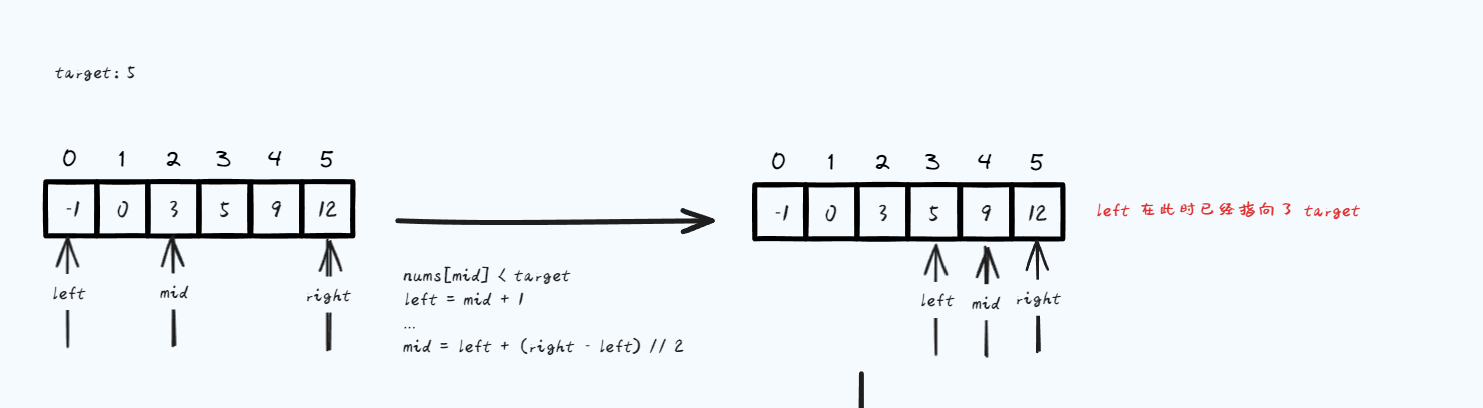 target: 5
0 1 2 3 4 5
-1 0 3 5 9 12
left mid right
nums[mid] < target
left = mid + 1
...
mid = left + (right - left) // 2
0 1 2 3 4 5
-1 0 3 5 9 12
left mid right
left 在此时已经指向了 target